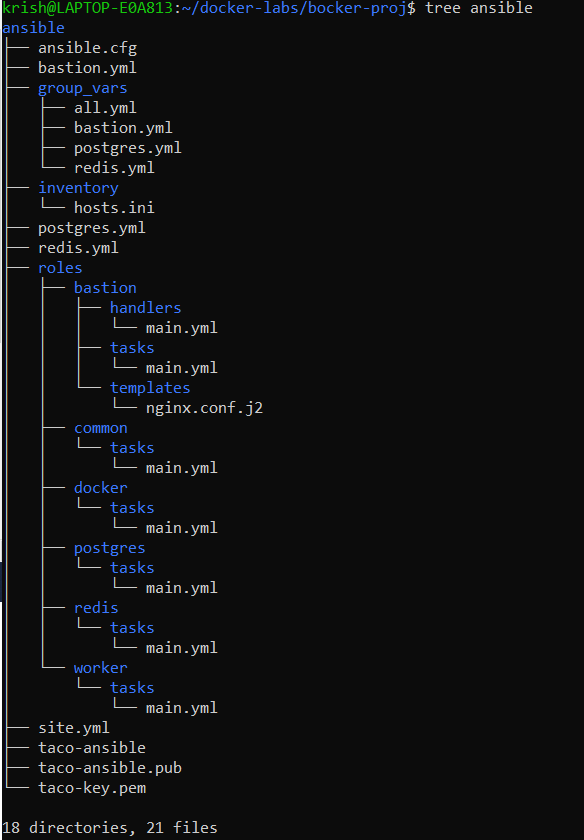 krish@LAPTOP-E0A813:~/docker-labs/bocker-proj$ tree ansible
ansible
├── ansible.cfg
├── bastion.yml
├── group_vars
│   ├── all.yml
│   ├── bastion.yml
│   ├── postgres.yml
│   └── redis.yml
├── inventory
│   └── hosts.ini
├── postgres.yml
├── redis.yml
├── roles
│   ├── bastion
│   │   ├── handlers
│   │   │   └── main.yml
│   │   ├── tasks
│   │   │   └── main.yml
│   │   └── templates
│   │       └── nginx.conf.j2
│   ├── common
│   │   └── tasks
│   │       └── main.yml
│   ├── docker
│   │   └── tasks
│   │       └── main.yml
│   ├── postgres
│   │   └── tasks
│   │       └── main.yml
│   ├── redis
│   │   └── tasks
│   │       └── main.yml
│   └── worker
│       └── tasks
│           └── main.yml
├── site.yml
├── taco-ansible
├── taco-ansible.pub
└── taco-key.pem

18 directories, 21 files